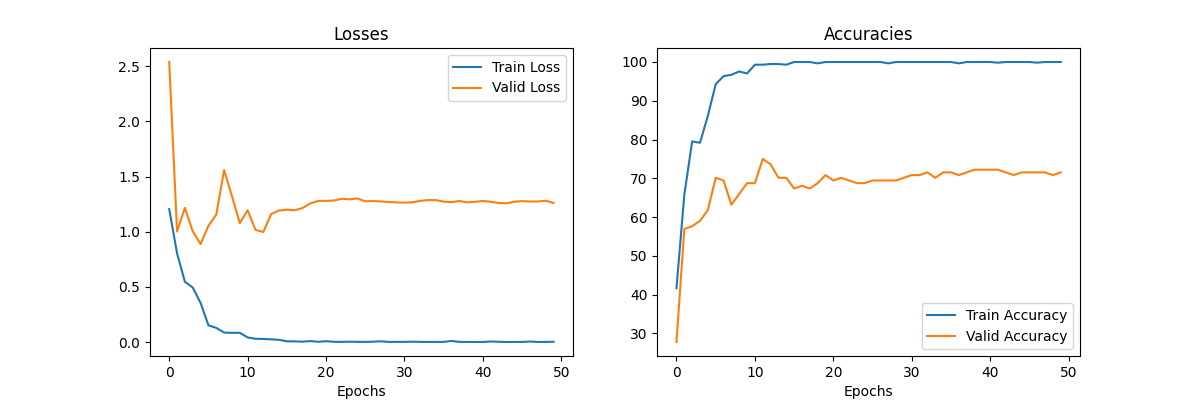 Losses
2.5
2.0
1.5
1.0
0.5
0.0
0 10 20 30 40 50
Epochs
Train Loss
Valid Loss
Accuracies
100
90
80
70
60
50
40
30
0 10 20 30 40 50
Epochs
Train Accuracy
Valid Accuracy